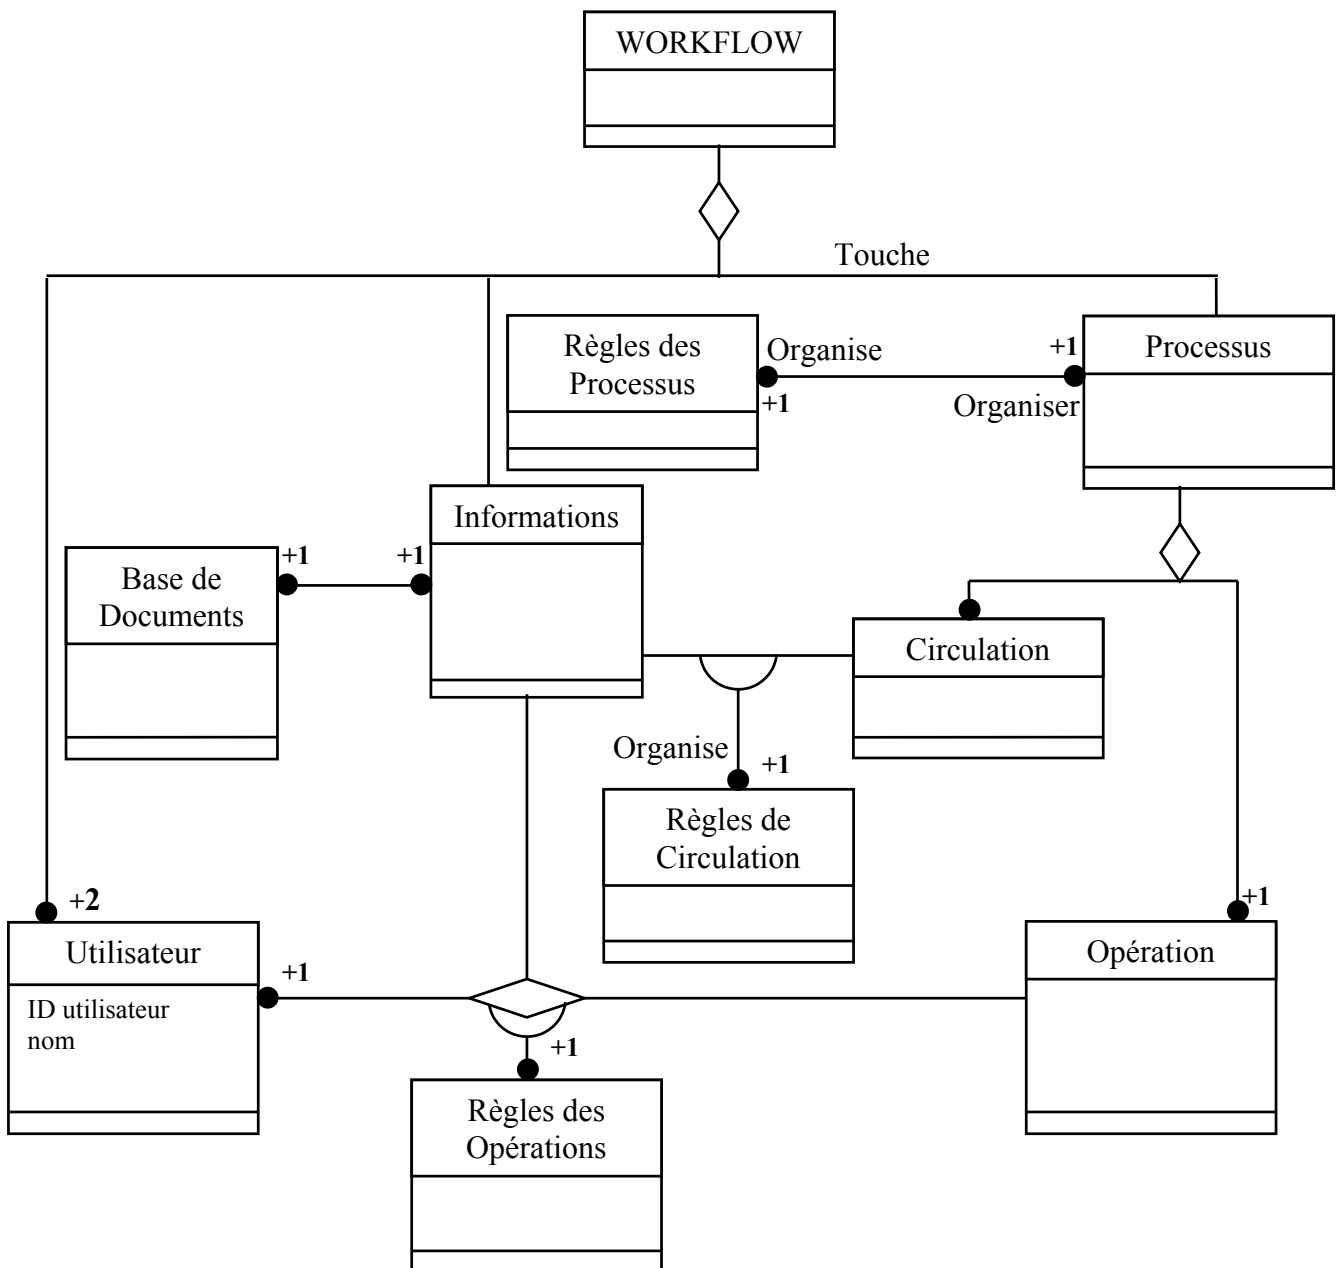 WORKFLOW
Touche
Règles des
Processus
Organise
+1
+1
Organiser
Processus
Informations
Base de
Documents
+1
+1
Circulation
Organise
+1
Règles de
Circulation
+2
Utilisateur
ID utilisateur
nom
+1
+1
Opération
+1
Règles des
Opérations